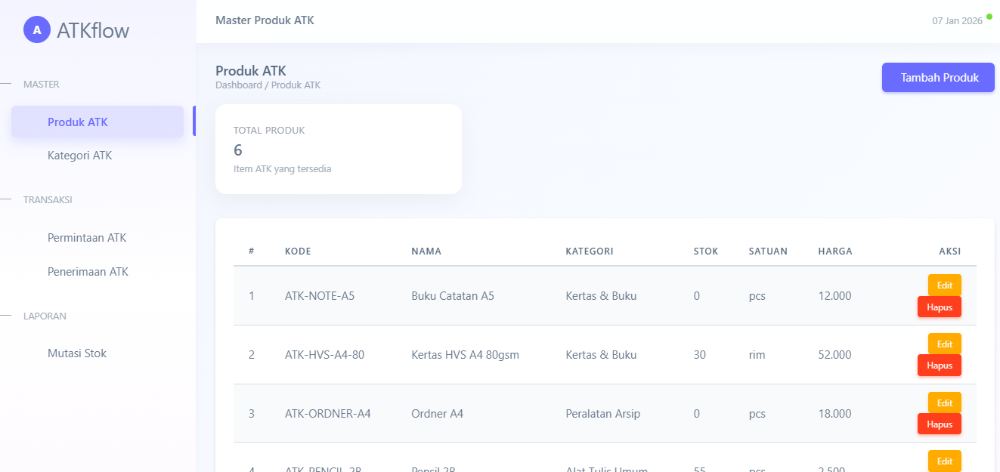 A ATKflow
Master Produk ATK
07 Jan 2026
MASTER
Produk ATK
Kategori ATK
TRANSAKSI
Permintaan ATK
Penerimaan ATK
LAPORAN
Mutasi Stok
Produk ATK
Dashboard / Produk ATK
Tambah Produk
TOTAL PRODUK
6
Item ATK yang tersedia
# KODE NAMA KATEGORI STOK SATUAN HARGA AKSI
1 ATK-NOTE-A5 Buku Catatan A5 Kertas & Buku 0 pcs 12.000 Edit
Hapus
2 ATK-HVS-A4-80 Kertas HVS A4 80gsm Kertas & Buku 30 rim 52.000 Edit
Hapus
3 ATK-ORDNER-A4 Ordner A4 Peralatan Arsip 0 pcs 18.000 Edit
Hapus
4 ATK-PENCIL-2B Pensil 2B Alat Tulis Umum 55 pcs 2.500 Edit